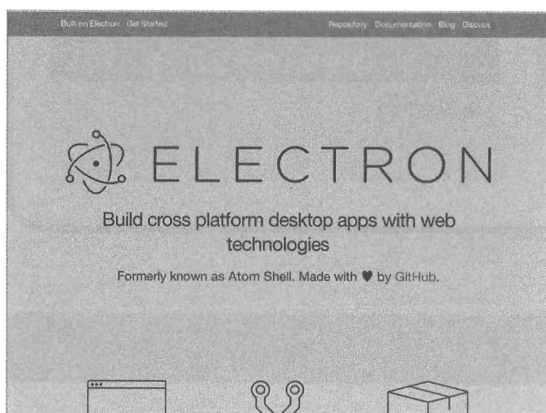 Built on Electron Get Started Repository Documentation Blog Discuss
ELECTRON
Build cross platform desktop apps with web
technologies
Formerly known as Atom Shell. Made with ♥ by GitHub.